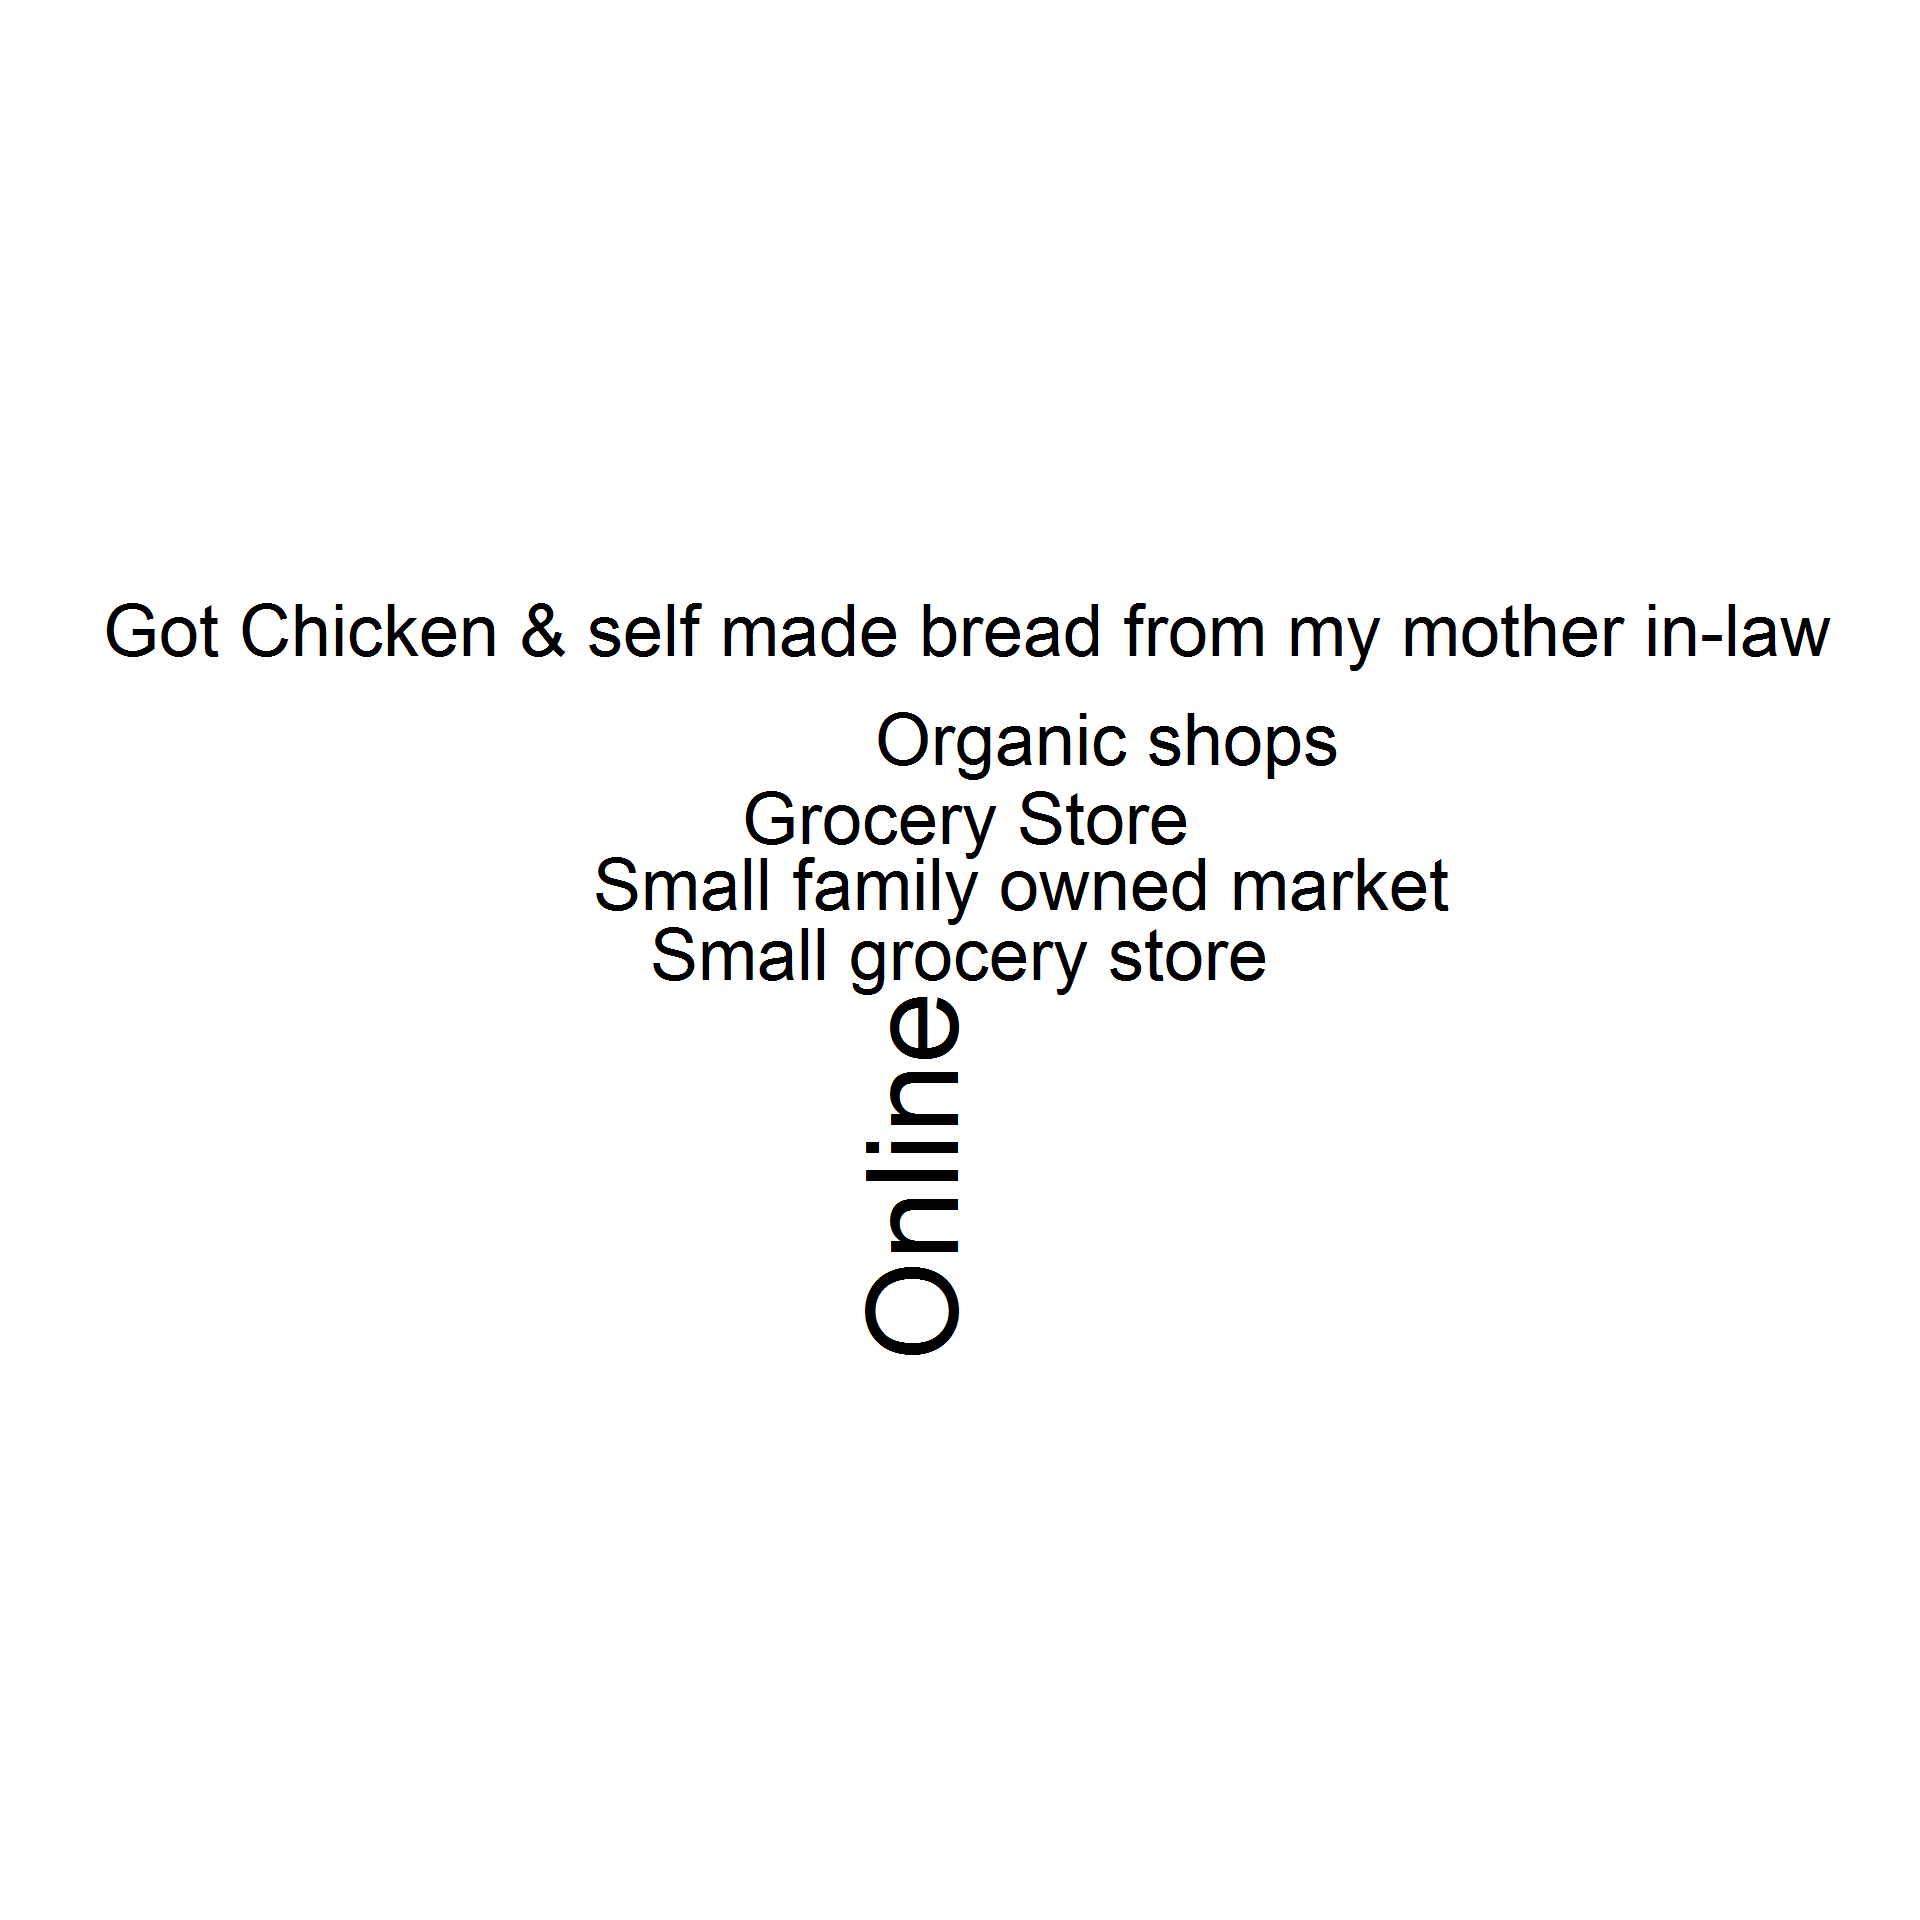 Got Chicken & self made bread from my mother in-law
Organic shops
Grocery Store
Small family owned market
Small grocery store
Online